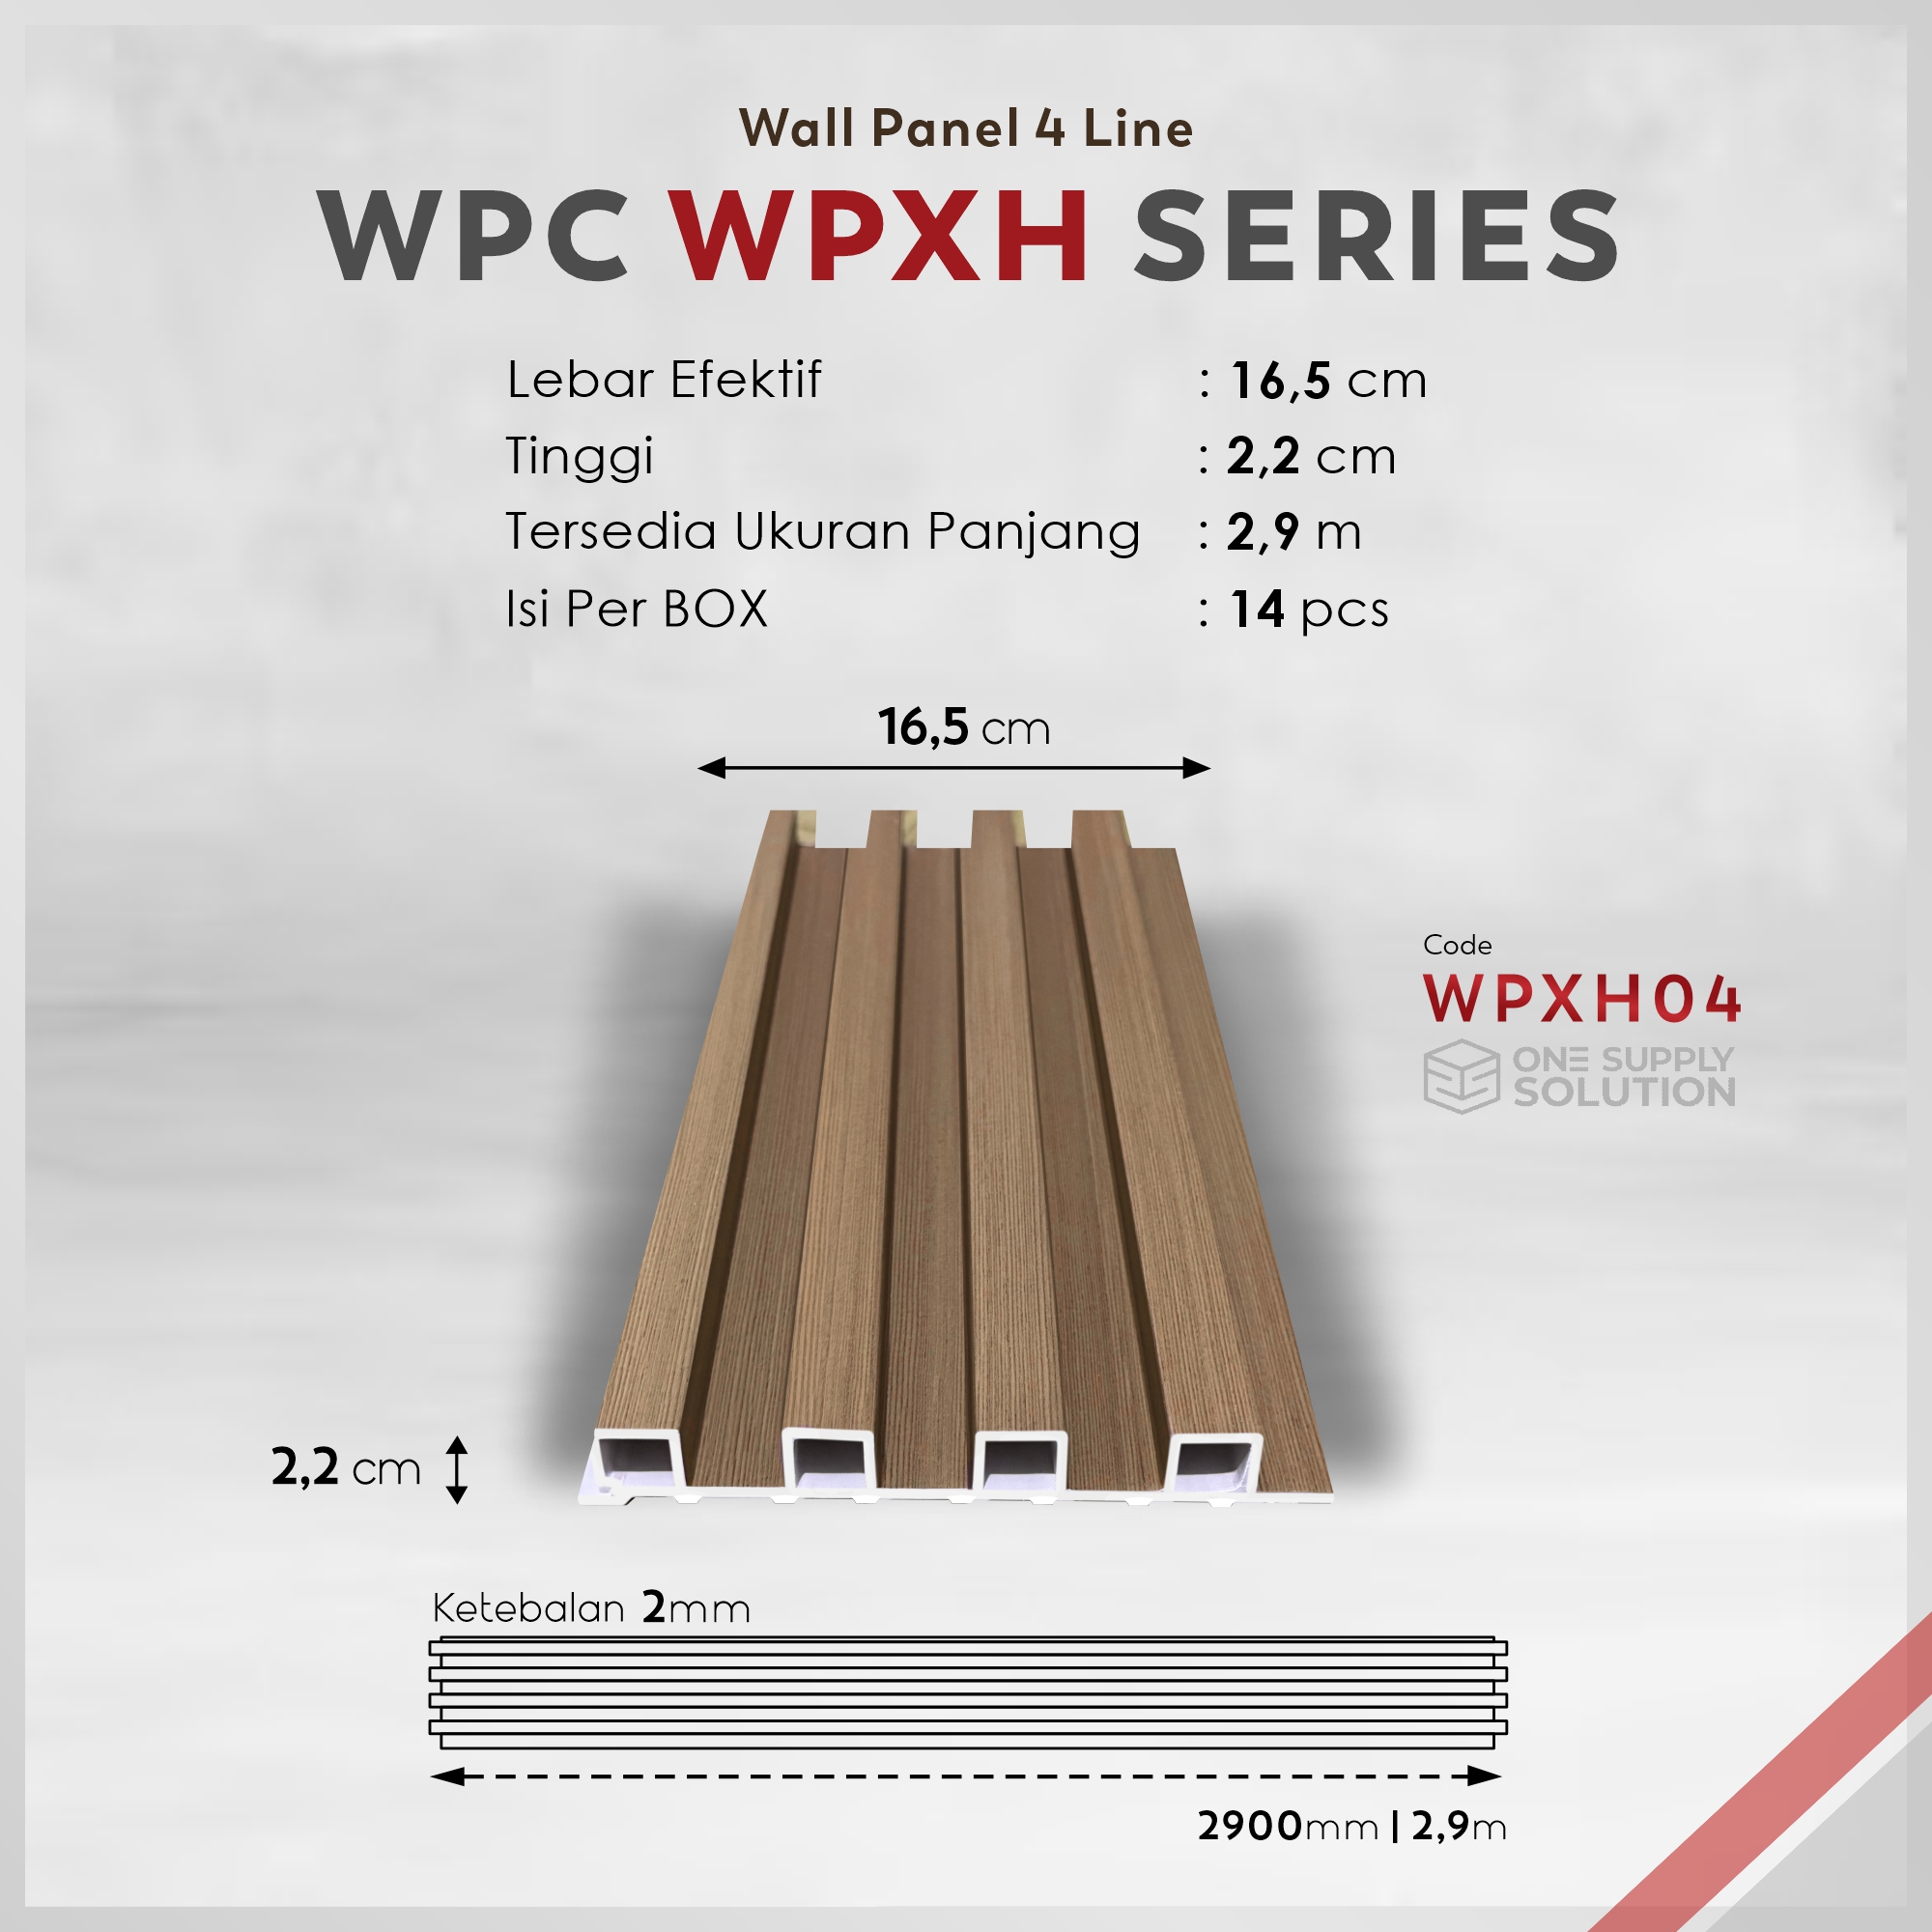 Wall Panel 4 Line
WPC WPXH SERIES
Lebar Efektif : 16,5 cm
Tinggi : 2,2 cm
Tersedia Ukuran Panjang : 2,9 m
Isi Per BOX : 14 pcs
16,5 cm
Code
WPXH04
ONE SUPPLY
SOLUTION
2,2 cm
Ketebalan 2mm
2900mm | 2,9m